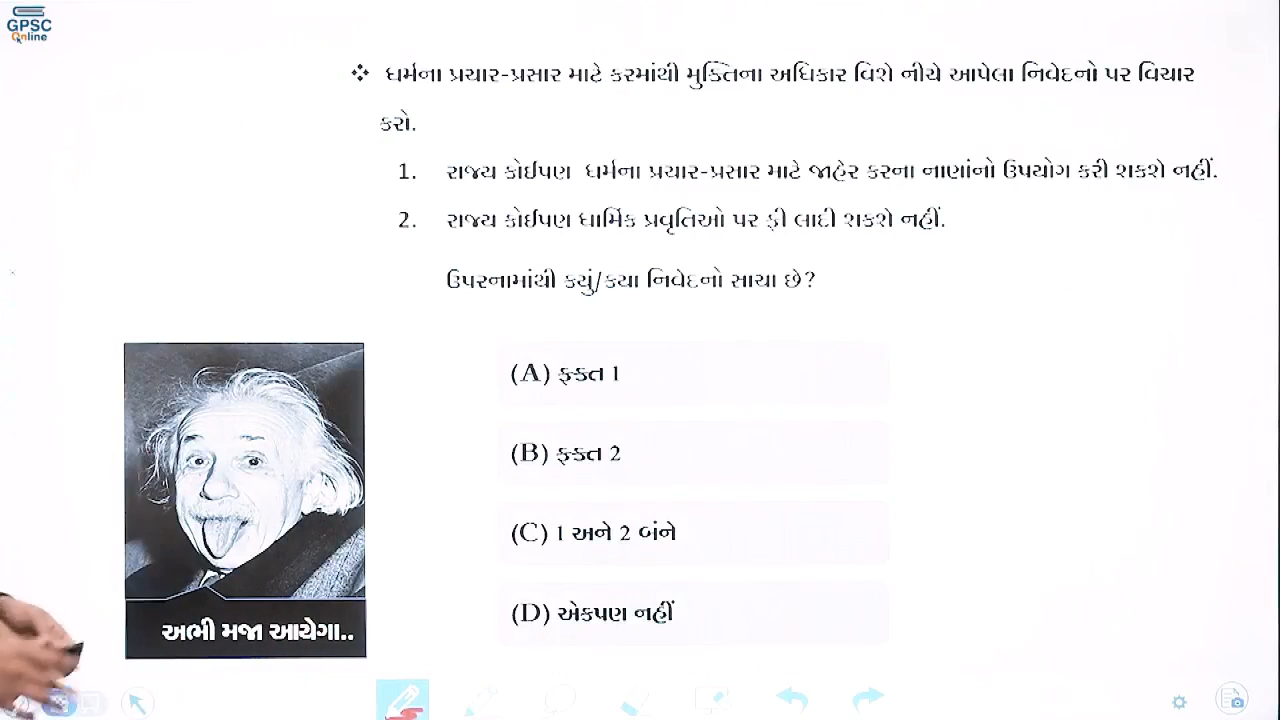 GPSC
Online
❖ ધર્મના પ્રચાર-પ્રસાર માટે કરમાંથી મુક્તિના અધિકાર વિશે નીચે આપેલા નિવેદનો પર વિચાર
કરો.
1. રાજ્ય કોઈપણ ધર્મના પ્રચાર-પ્રસાર માટે જાહેર કરના નાણાંનો ઉપયોગ કરી શકશે નહીં.
2. રાજ્ય કોઈપણ ધાર્મિક પ્રવૃતિઓ પર ફી લાદી શકશે નહીં.
ઉપરનામાંથી કયું/કયા નિવેદનો સાચા છે?
(A) ફક્ત 1
(B) ફક્ત 2
(C) 1 અને 2 બંને
(D) એકપણ નહીં
અભી મજા આયેગા..